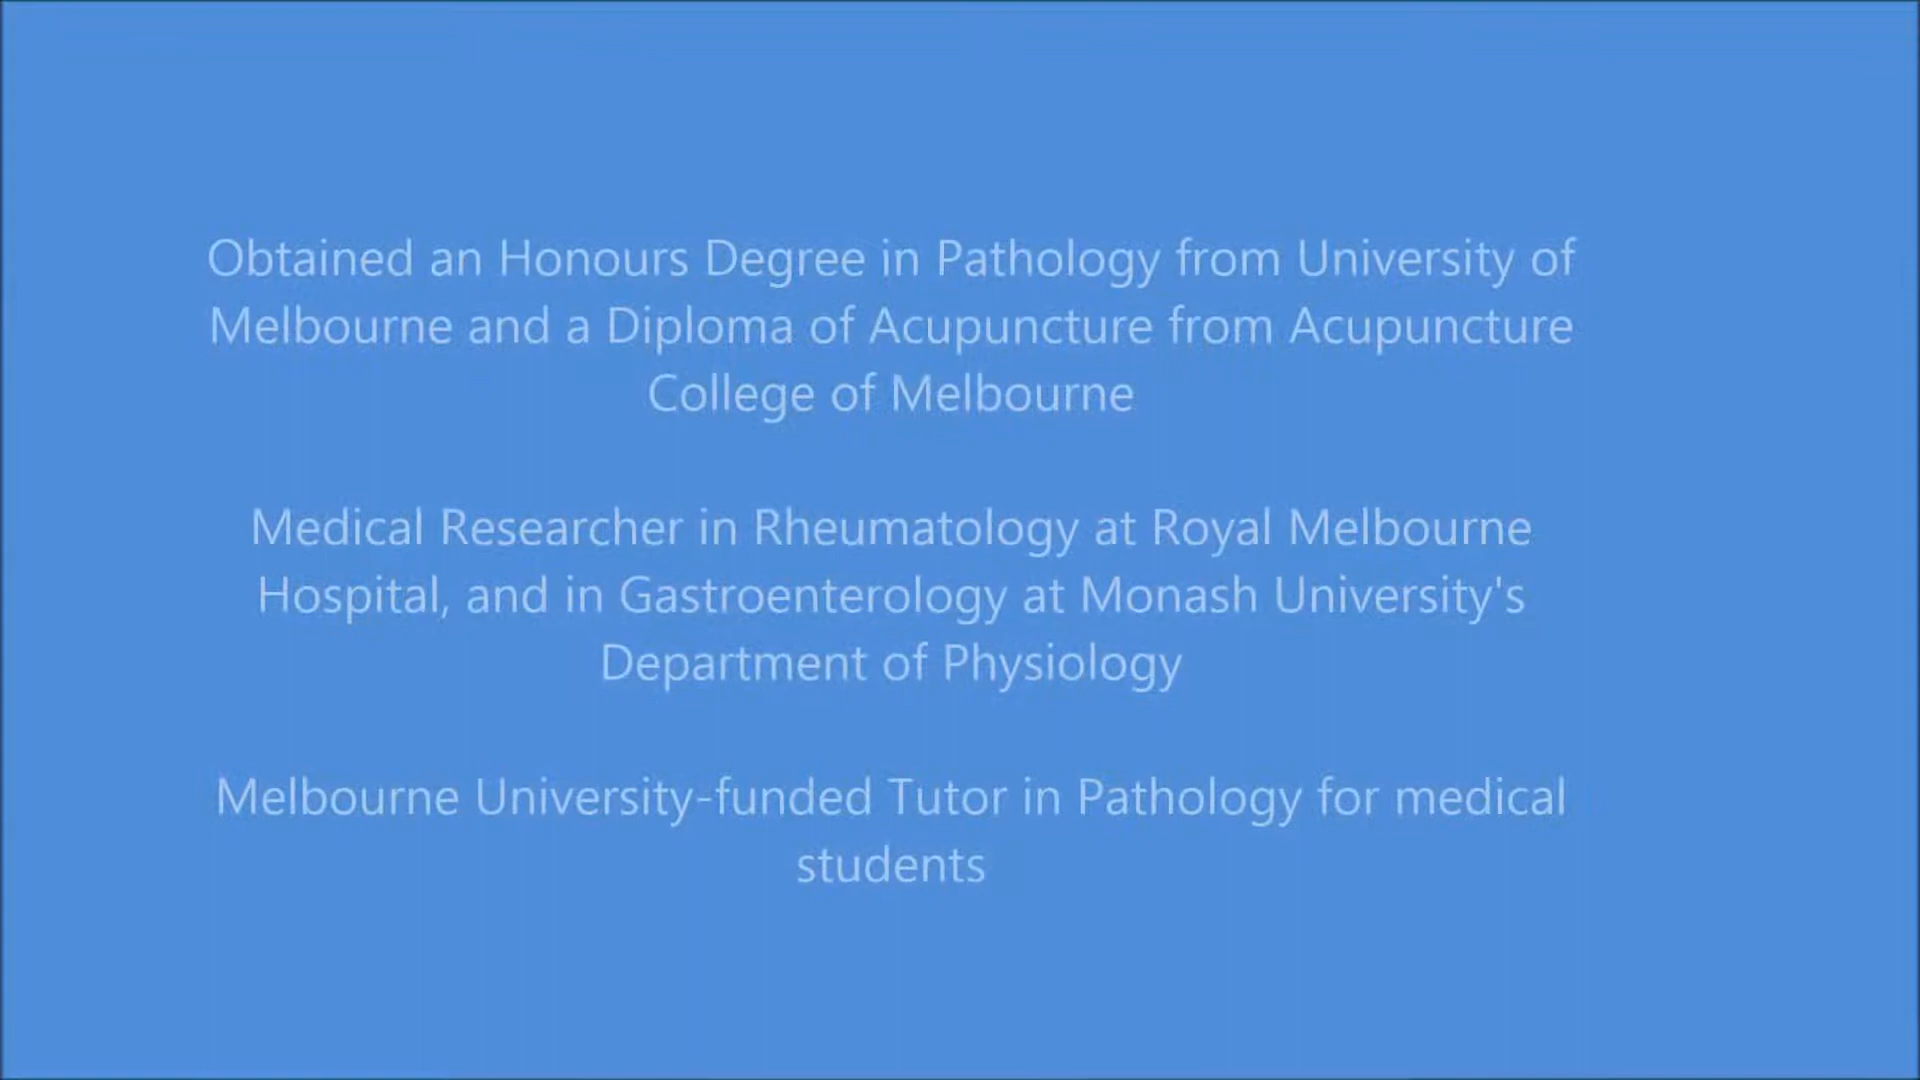 Obtained an Honours Degree in Pathology from University of
Melbourne and a Diploma of Acupuncture from Acupuncture
College of Melbourne
Medical Researcher in Rheumatology at Royal Melbourne
Hospital, and in Gastroenterology at Monash University's
Department of Physiology
Melbourne University-funded Tutor in Pathology for medical
students